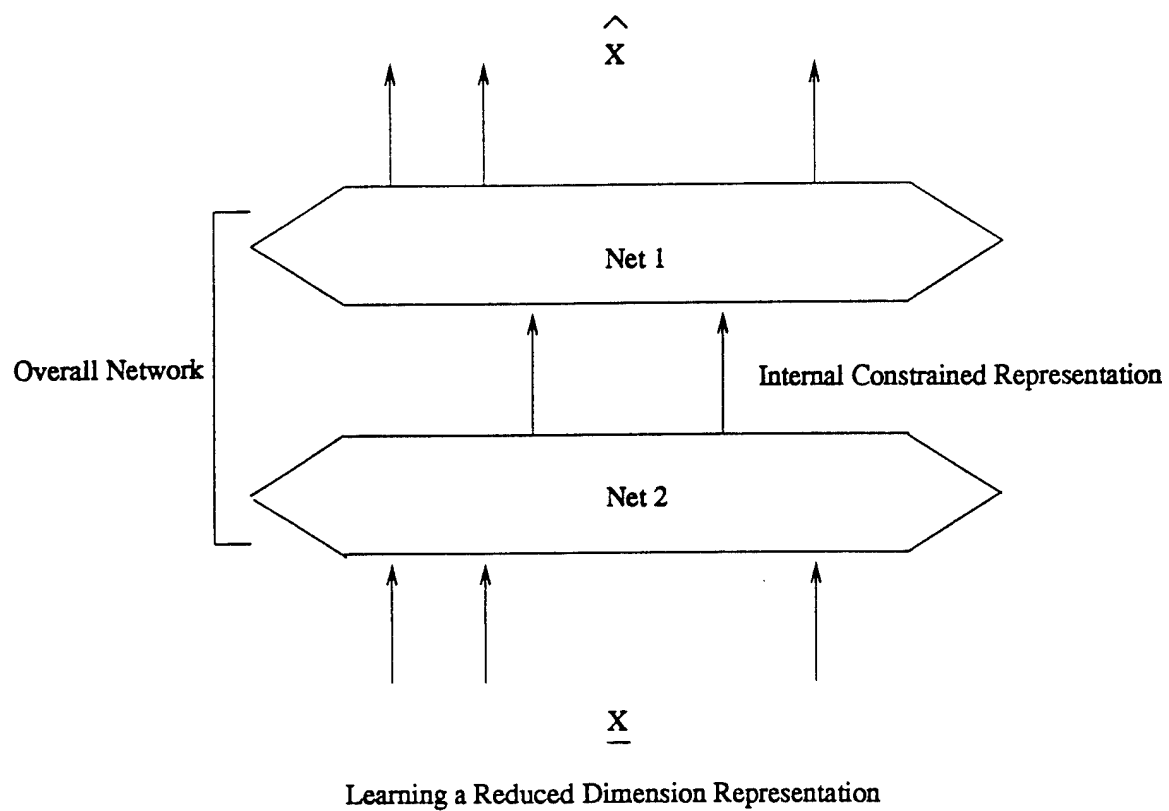 ^
X
Net 1
Overall Network
Internal Constrained Representation
Net 2
X
Learning a Reduced Dimension Representation